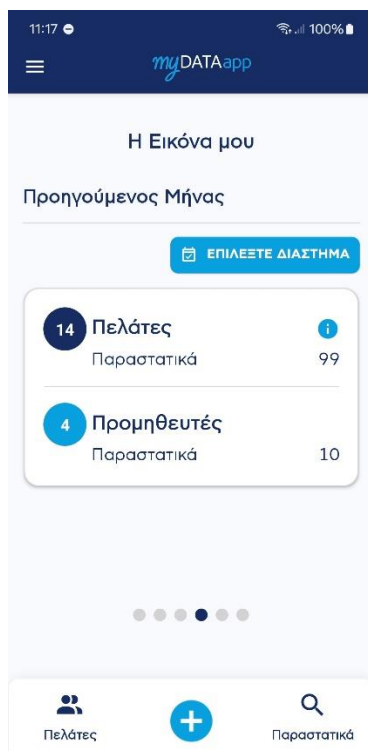 11:17
100%
myDATAapp
Η Εικόνα μου
Προηγούμενος Μήνας
ΕΠΙΛΕΞΤΕ ΔΙΑΣΤΗΜΑ
14 Πελάτες
Παραστατικά 99
4 Προμηθευτές
Παραστατικά 10
Πελάτες
Παραστατικά